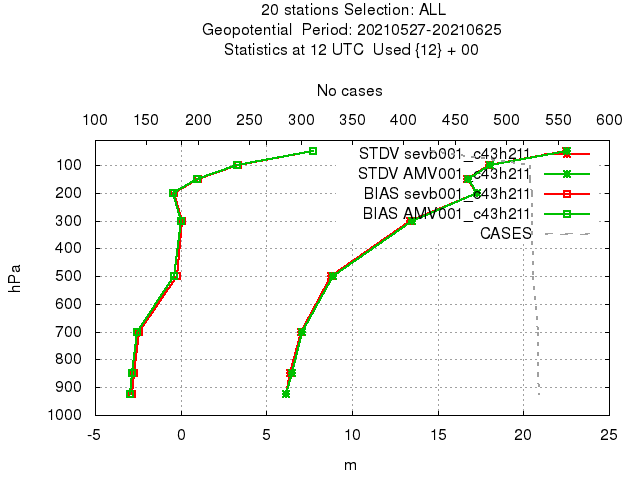 20 stations Selection: ALL
Geopotential  Period: 20210527-20210625
Statistics at 12 UTC  Used {12} + 00
No cases
100 150 200 250 300 350 400 450 500 550 600
STDV sevb001_c43h211
STDV AMV001_c43h211
BIAS sevb001_c43h211
BIAS AMV001_c43h211
CASES
100
200
300
400
500
600
700
800
900
1000
hPa
-5 0 5 10 15 20 25
m